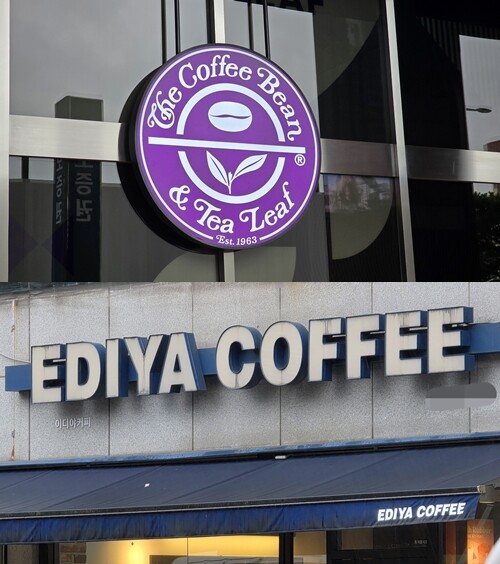 The Coffee Bean
®
& Tea Leaf
Est. 1963
EDIYA COFFEE
이디야커피
EDIYA COFFEE